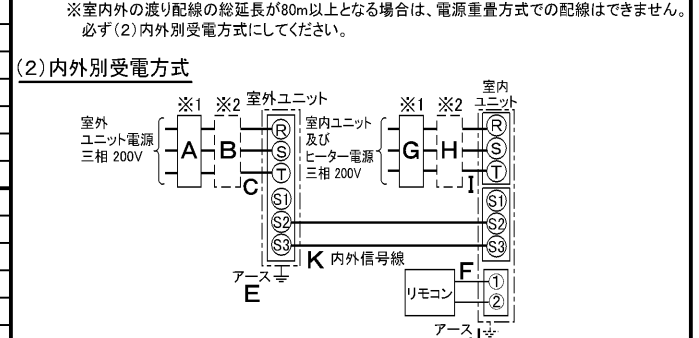 ※室内外の渡り配線の総延長が80m以上となる場合は、電源重畳方式での配線はできません。
必ず(2)内外別受電方式にしてください。
(2)内外別受電方式
※1 ※2 室外ユニット
室外
ユニット電源
三相 200V
A
B
C
R
S
T
S1
S2
S3
アース
E
K 内外信号線
※1 ※2
室内
ユニット
室内ユニット
及び
ヒーター電源
三相 200V
G
H
I
R
S
T
S1
S2
S3
F
リモコン
①
②
アース